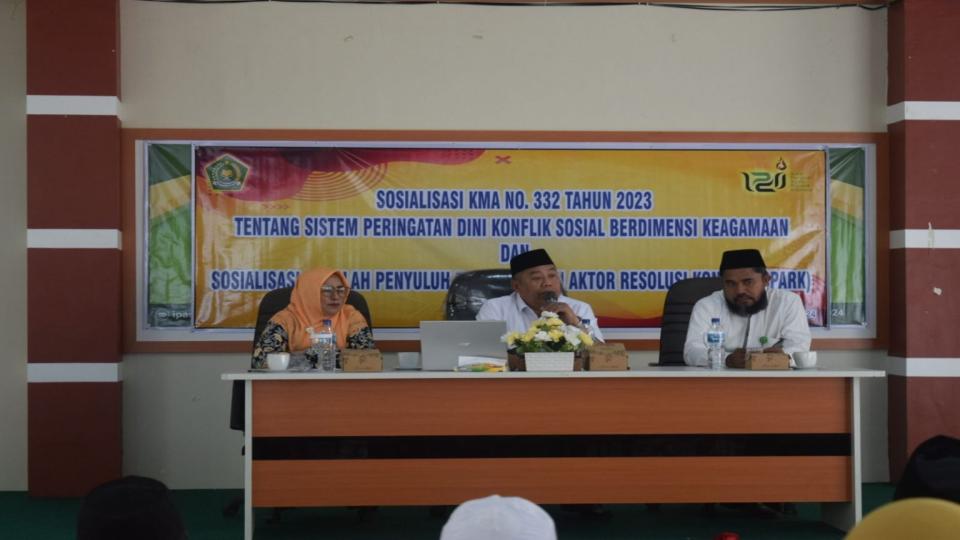 SOSIALISASI KMA NO. 332 TAHUN 2023
TENTANG SISTEM PERINGATAN DINI KONFLIK SOSIAL BERDIMENSI KEAGAMAAN
DAN
SOSIALISASI LAH PENYULUH AKTOR RESOLUSI PARK)